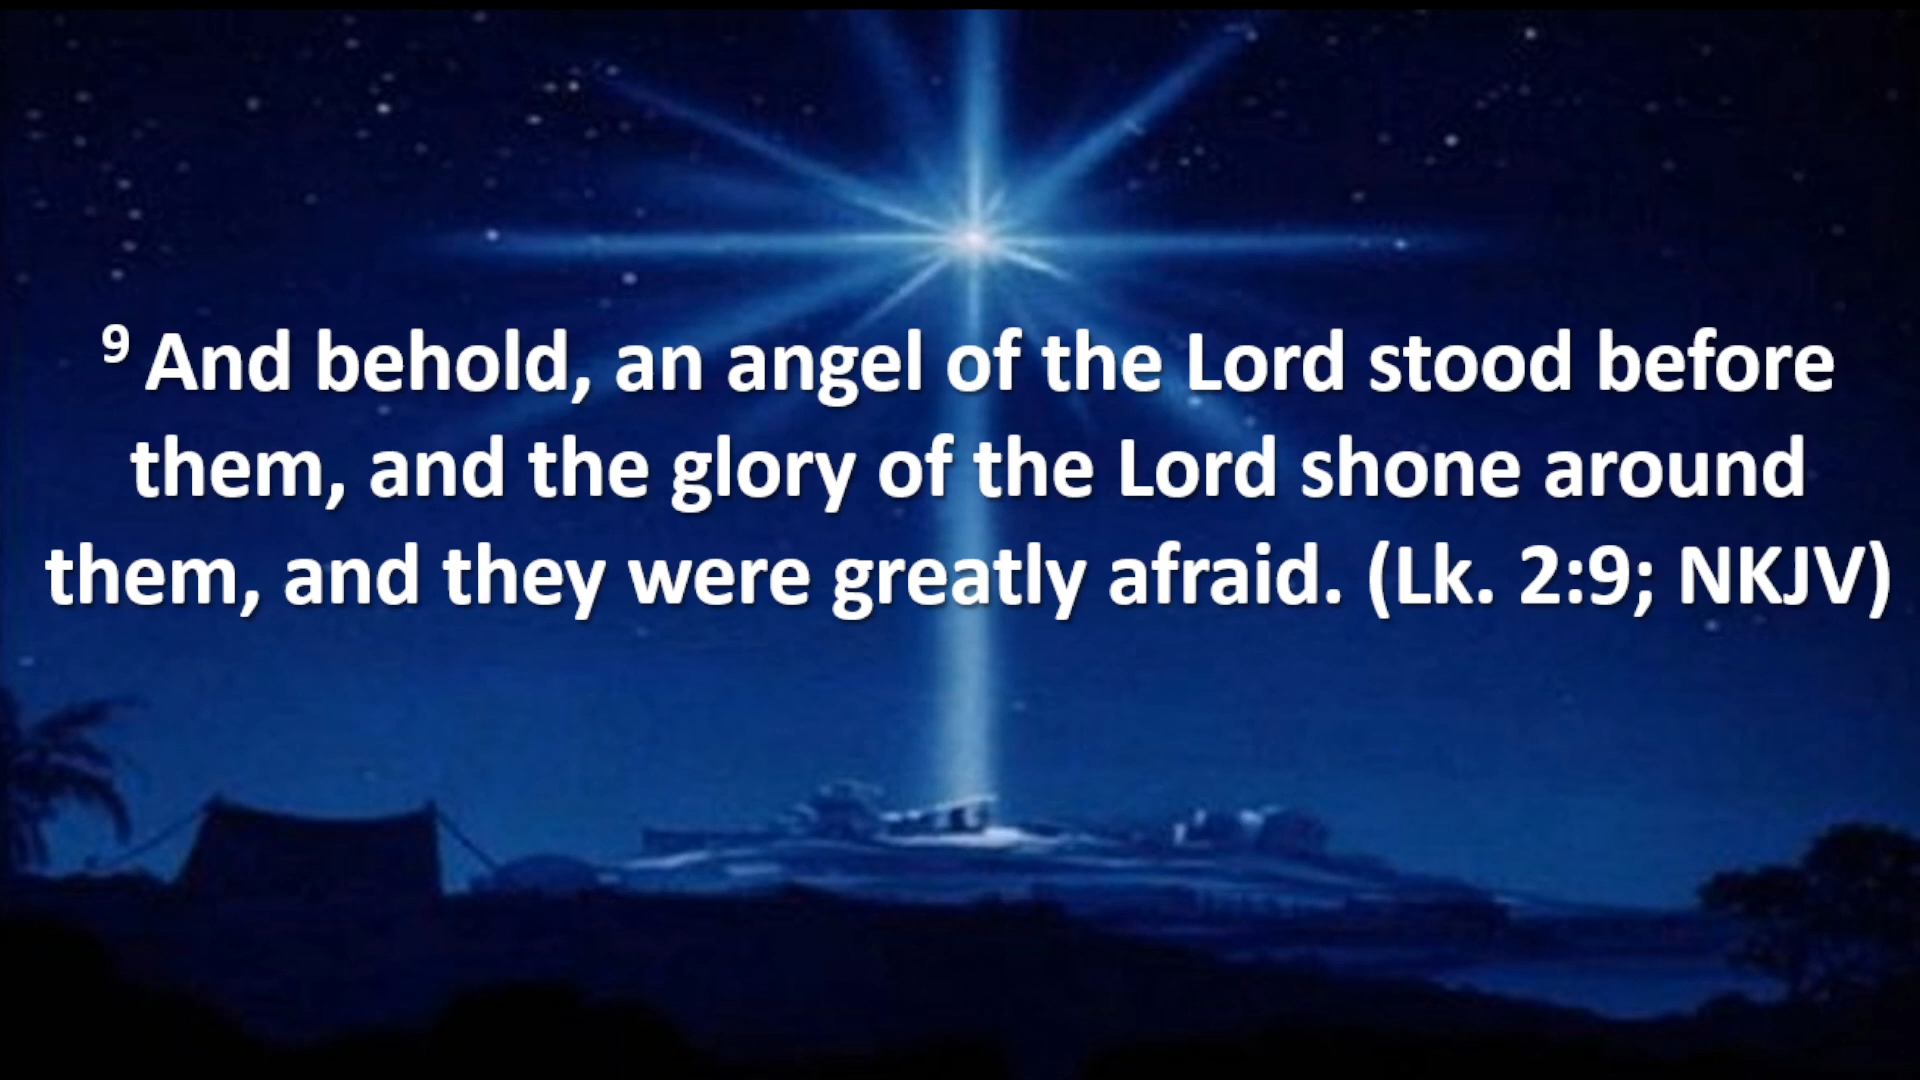 9 And behold, an angel of the Lord stood before
them, and the glory of the Lord shone around
them, and they were greatly afraid. (Lk. 2:9; NKJV)